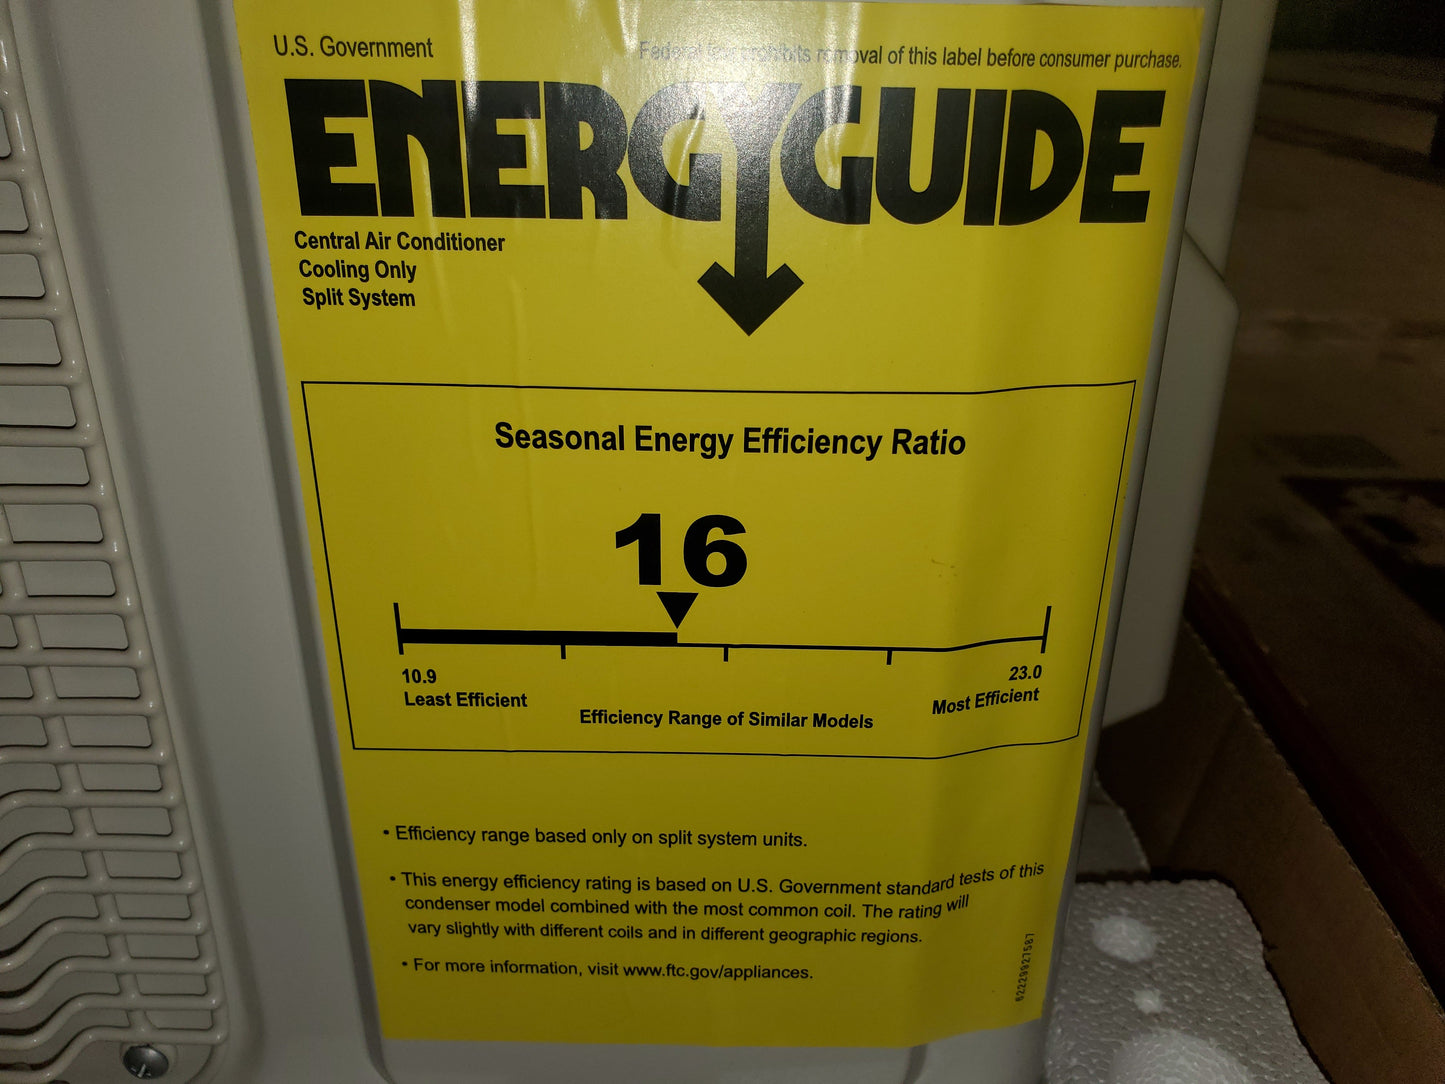 U.S. Government
Federal law prohibits removal of this label before consumer purchase.
ENERGYGUIDE
Central Air Conditioner
Cooling Only
Split System
Seasonal Energy Efficiency Ratio
16
10.9
23.0
Least Efficient
Most Efficient
Efficiency Range of Similar Models
• Efficiency range based only on split system units.
• This energy efficiency rating is based on U.S. Government standard tests of this
condenser model combined with the most common coil. The rating will
vary slightly with different coils and in different geographic regions.
• For more information, visit www.ftc.gov/appliances.
62229927587